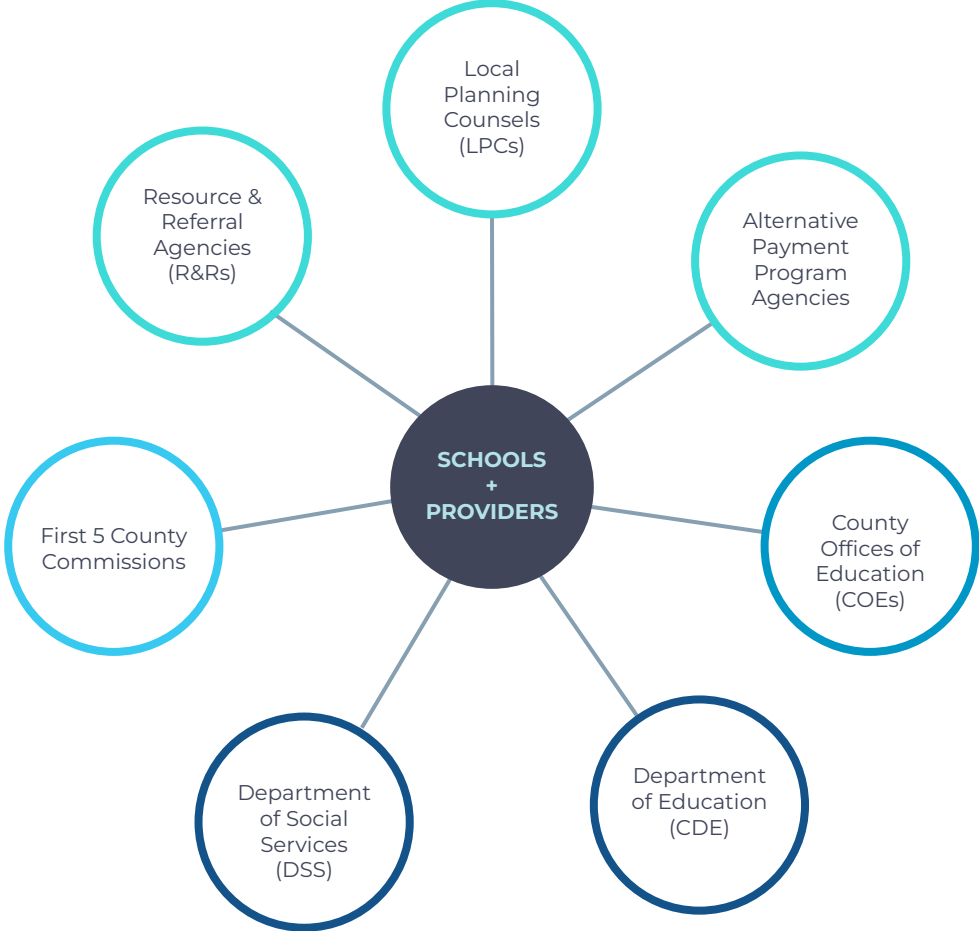 Local
Planning
Counsels
(LPCs)
Resource &
Referral
Agencies
(R&Rs)
Alternative
Payment
Program
Agencies
SCHOOLS
+
PROVIDERS
First 5 County
Commissions
County
Offices of
Education
(COEs)
Department
of Social
Services
(DSS)
Department
of Education
(CDE)